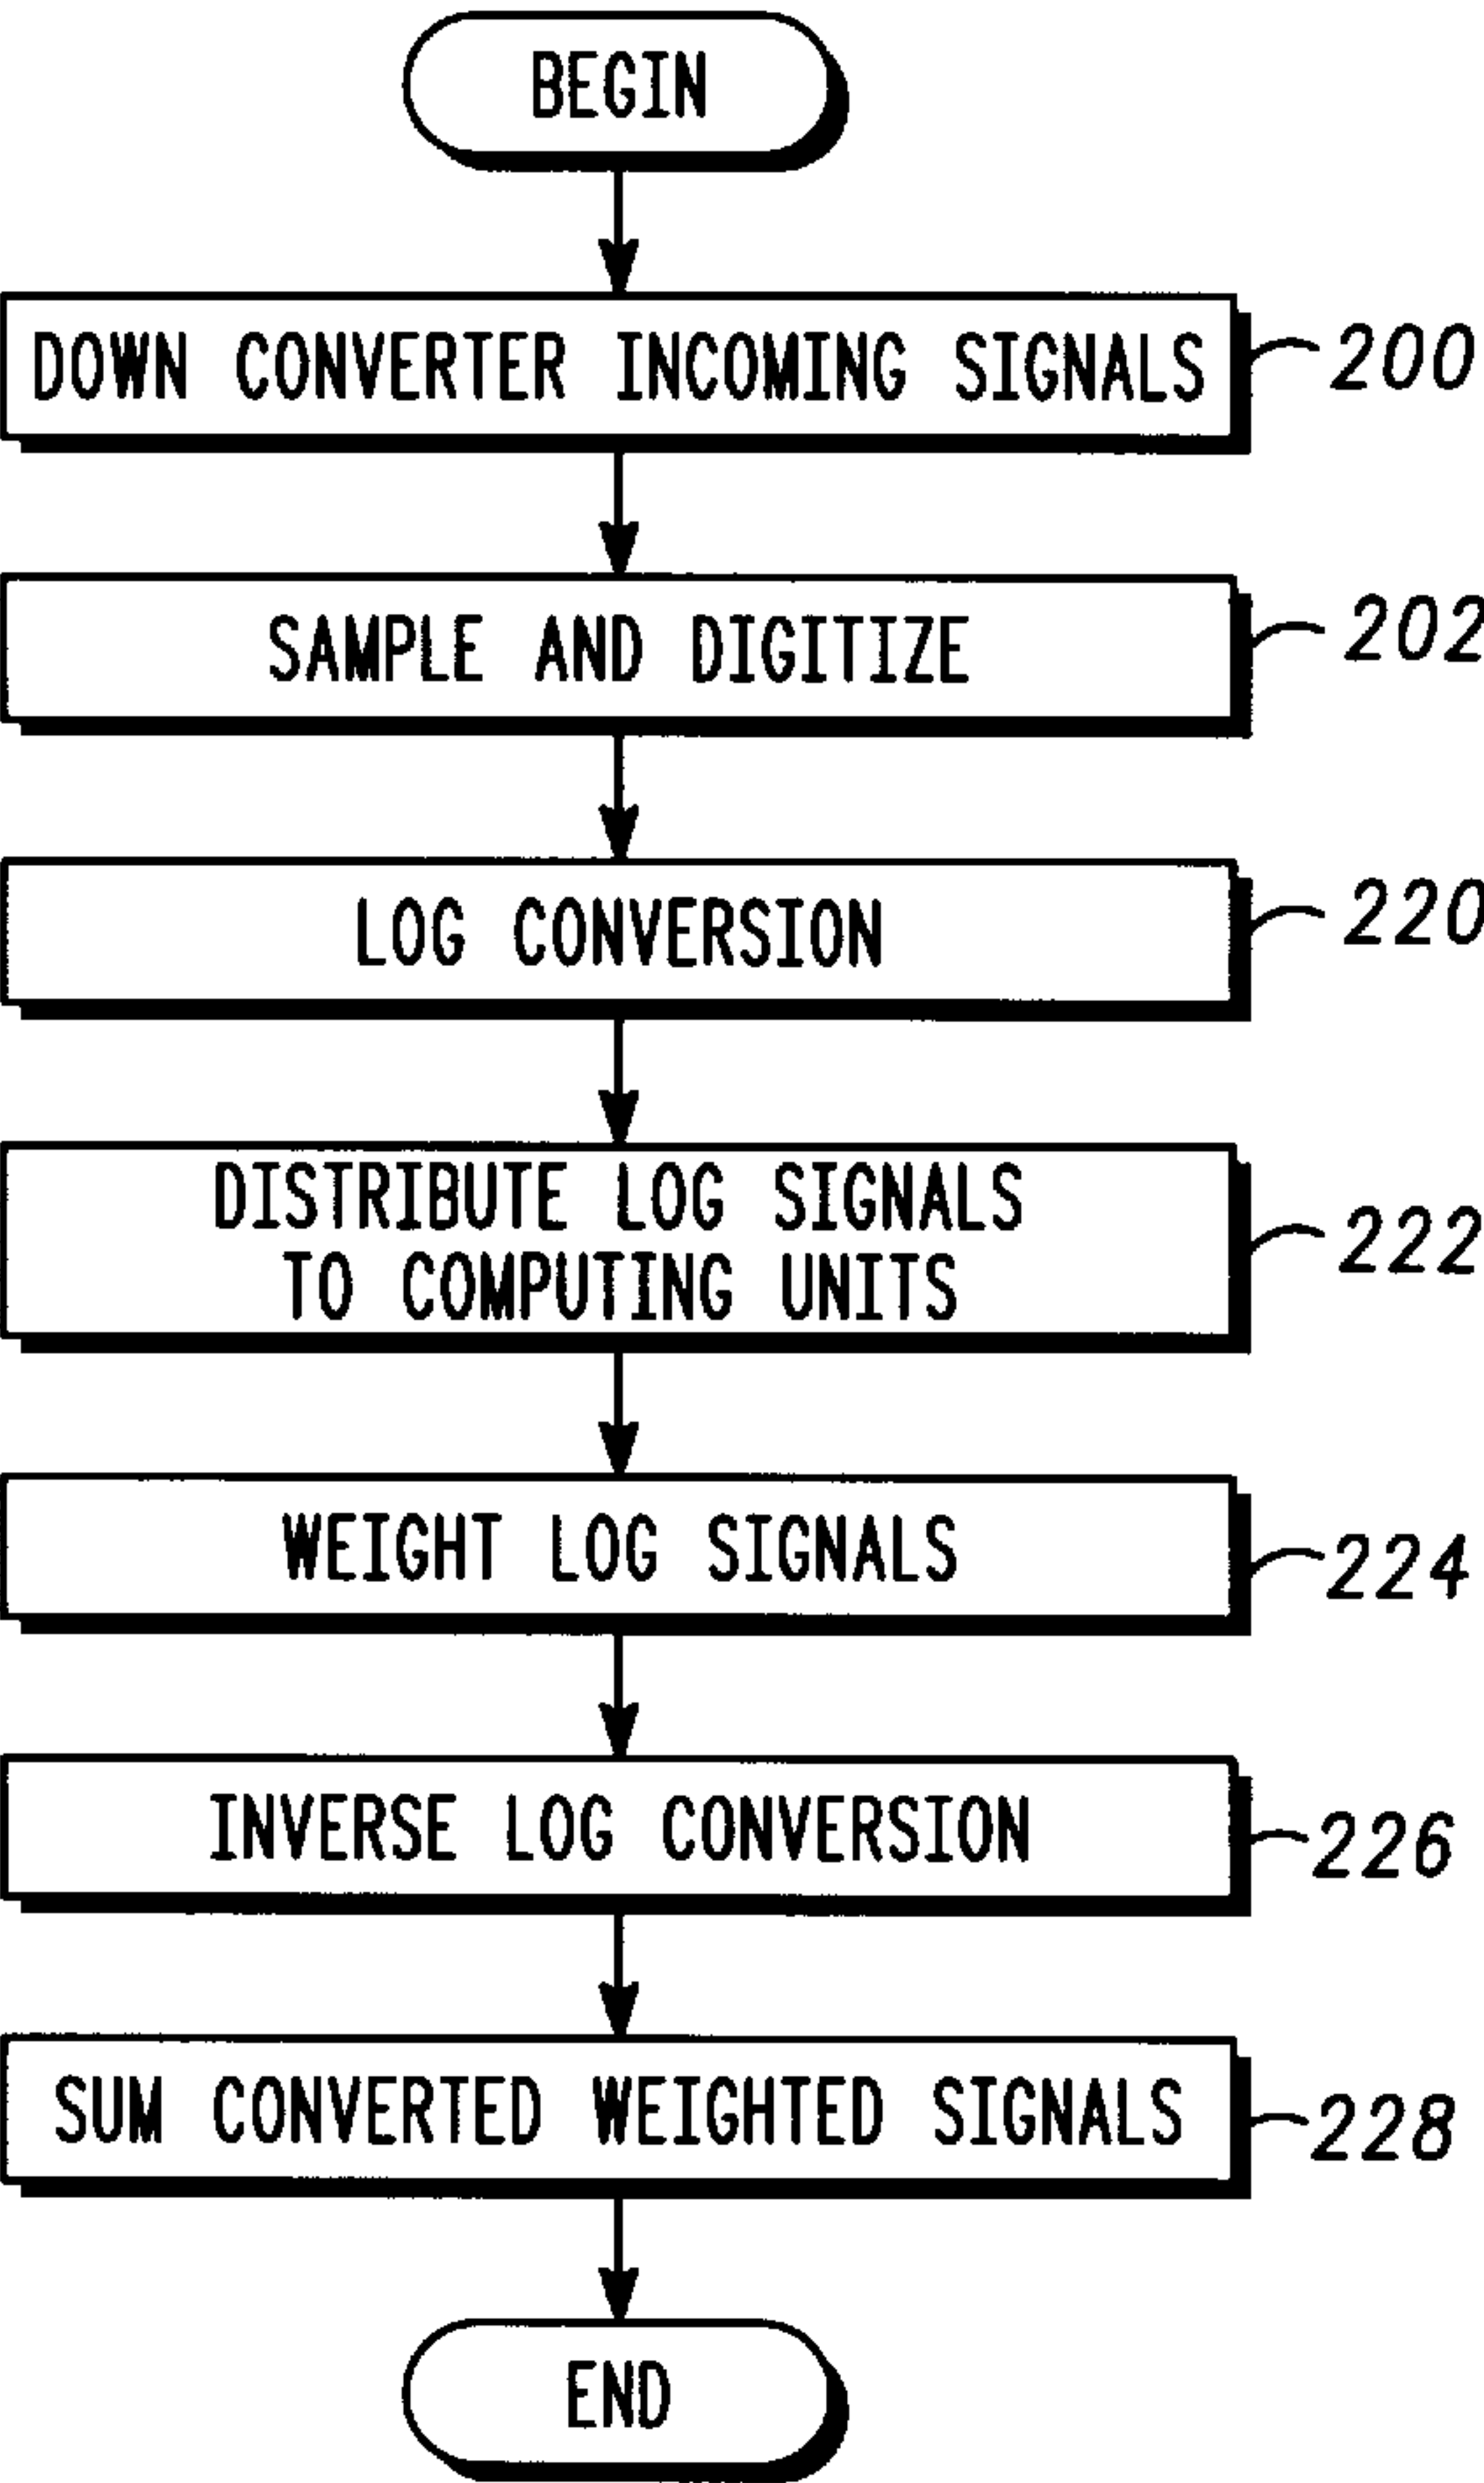 BEGIN
DOWN CONVERTER INCOMING SIGNALS 200
SAMPLE AND DIGITIZE 202
LOG CONVERSION 220
DISTRIBUTE LOG SIGNALS
TO COMPUTING UNITS 222
WEIGHT LOG SIGNALS 224
INVERSE LOG CONVERSION 226
SUM CONVERTED WEIGHTED SIGNALS 228
END